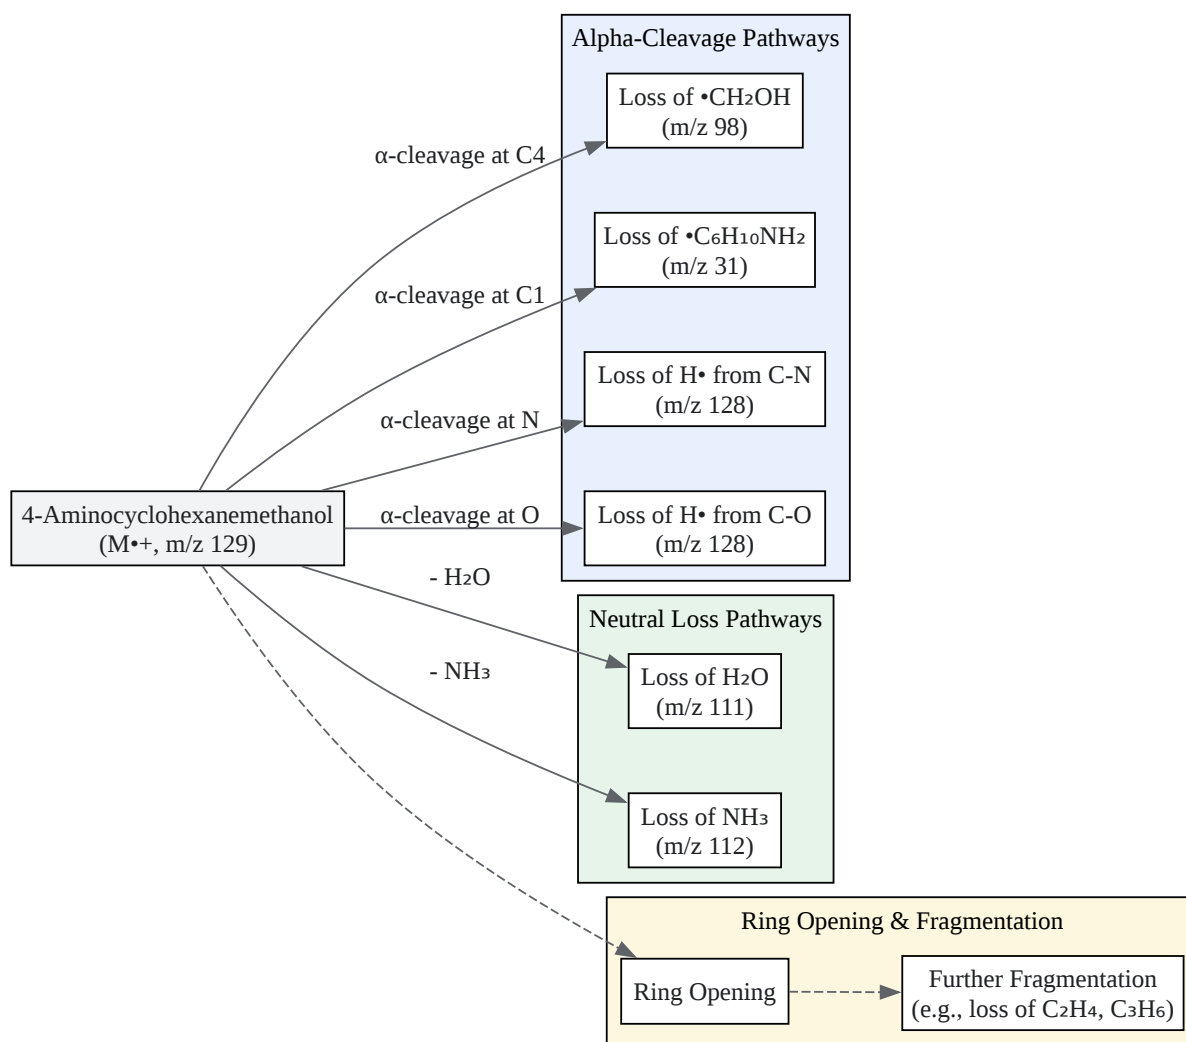 Alpha-Cleavage Pathways
Loss of •CH₂OH
(m/z 98)
α-cleavage at C4
Loss of •C₆H₁₀NH₂
(m/z 31)
α-cleavage at C1
Loss of H• from C-N
(m/z 128)
α-cleavage at N
4-Aminocyclohexanemethanol
(M•+, m/z 129)
α-cleavage at O
Loss of H• from C-O
(m/z 128)
- H₂O
Neutral Loss Pathways
Loss of H₂O
(m/z 111)
- NH₃
Loss of NH₃
(m/z 112)
Ring Opening & Fragmentation
Ring Opening
Further Fragmentation
(e.g., loss of C₂H₄, C₃H₆)